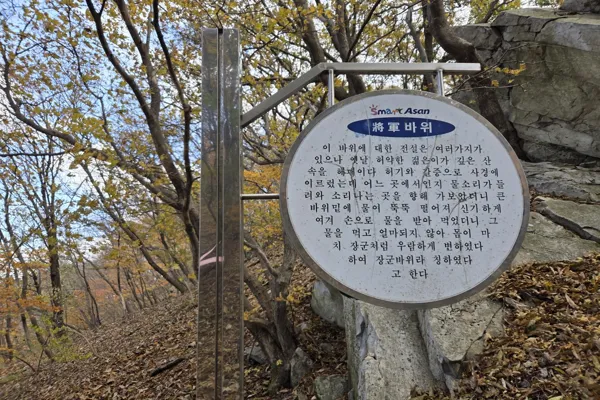 Smart Asan
將軍바위
이 바위에 대한 전설은 여러가지가
있으나 옛날 허약한 젊은이가 깊은 산
속을 헤매이다 허기와 갈증으로 사경에
이르렀는데 어느 곳에서인지 물소리가 들
려와 소리나는 곳을 향해 가보았더니 큰
바위밑에 물이 뚝뚝 떨어져 신기하게
여겨 손으로 물을 받아 먹었더니 그
물을 먹고 얼마되지 않아 몸이 마
치 장군처럼 우람하게 변하였다
하여 장군바위라 칭하였다
고 한다